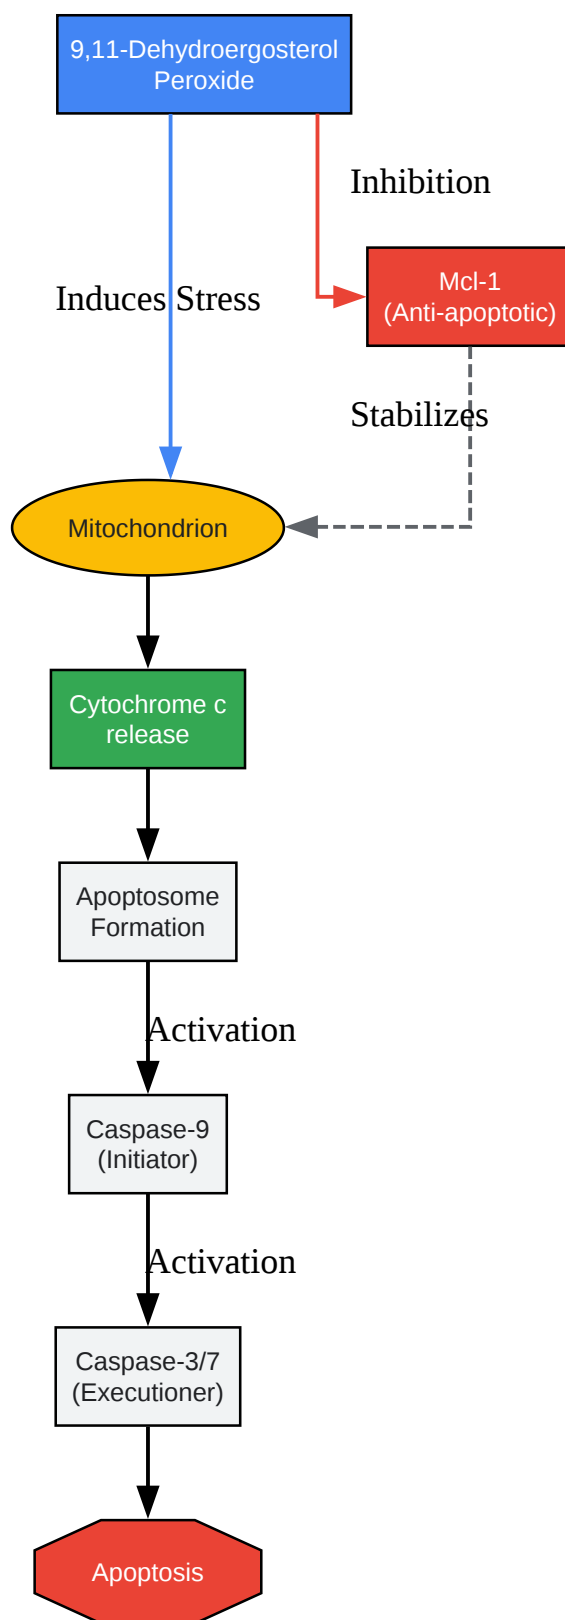 9,11-Dehydroergosterol
Peroxide
Inhibition
Mcl-1
(Anti-apoptotic)
Induces Stress
Stabilizes
Mitochondrion
Cytochrome c
release
Apoptosome
Formation
Activation
Caspase-9
(Initiator)
Activation
Caspase-3/7
(Executioner)
Apoptosis